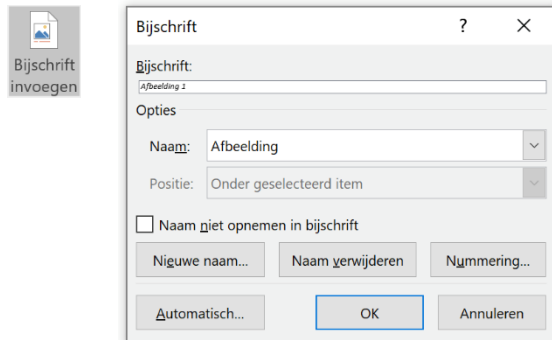 Bijschrift
invoegen
Bijschrift ?
Bijschrift:
Afbeelding 1
Opties
Naam: Afbeelding
Positie: Onder geselecteerd item
Naam niet opnemen in bijschrift
Nieuwe naam... Naam verwijderen Nummering...
Automatisch... OK Annuleren